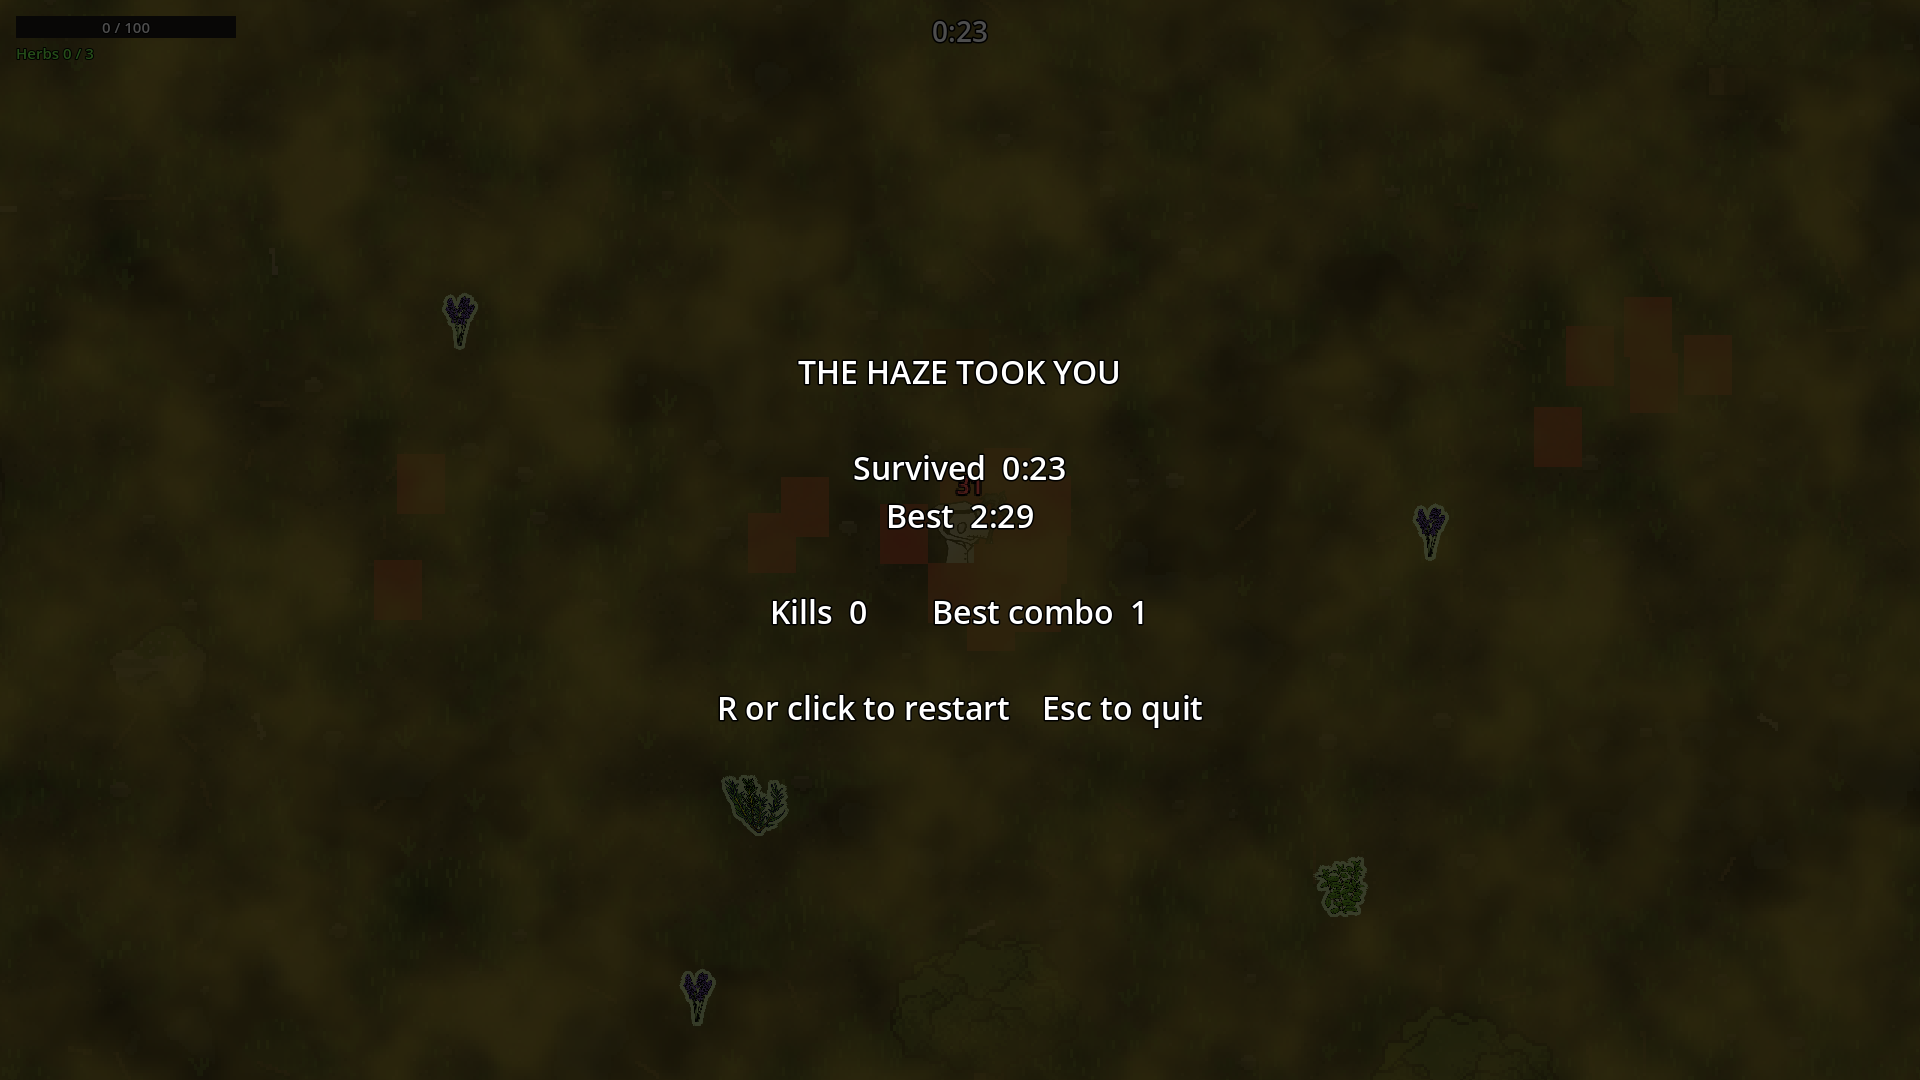 0 / 100
0:23
Herbs 0 / 3
THE HAZE TOOK YOU
Survived 0:23
31
Best 2:29
Kills 0 Best combo 1
R or click to restart Esc to quit